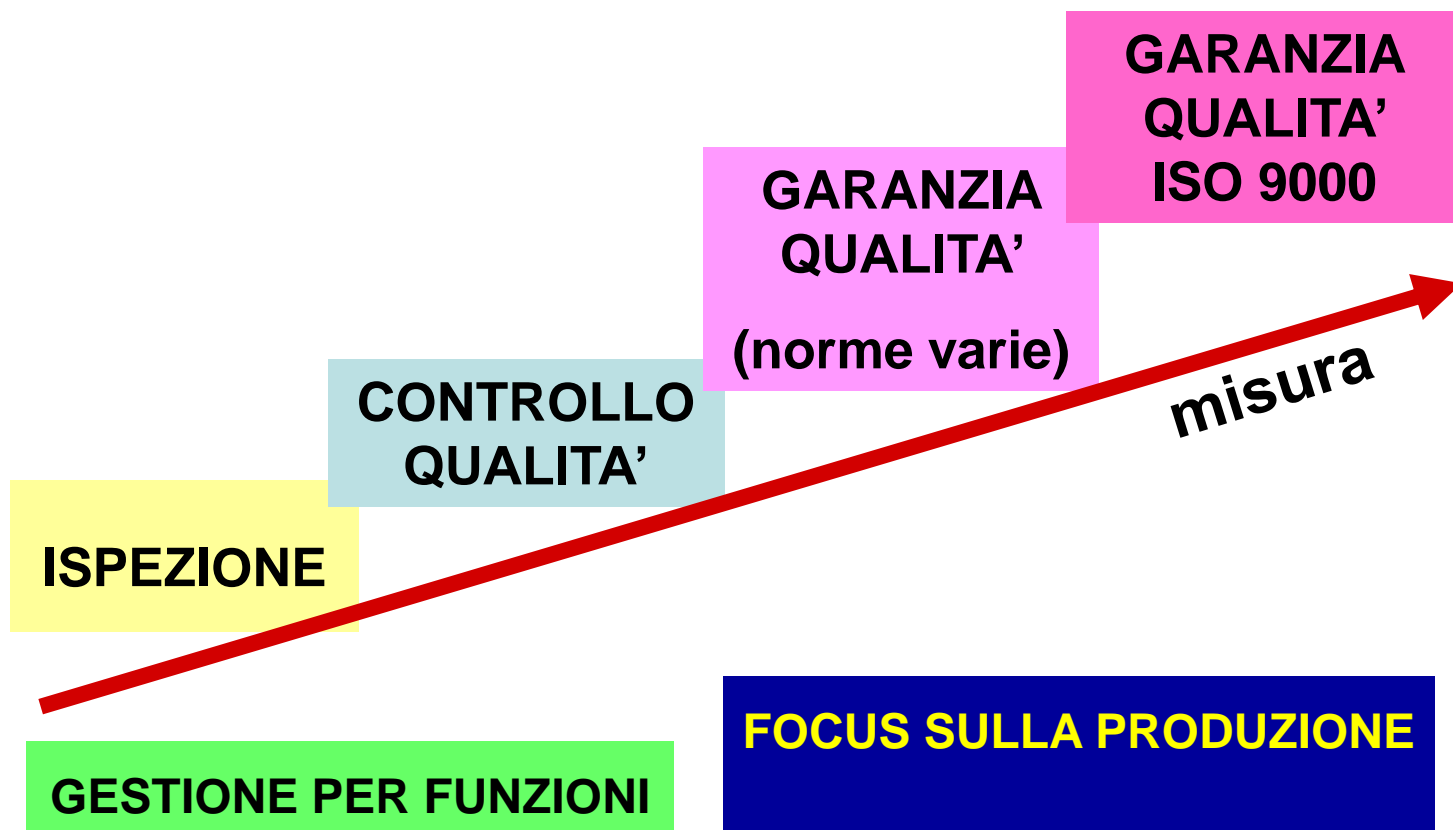 GARANZIA
QUALITA’
ISO 9000
GARANZIA
QUALITA’
(norme varie)
misura
CONTROLLO
QUALITA’
ISPEZIONE
FOCUS SULLA PRODUZIONE
GESTIONE PER FUNZIONI